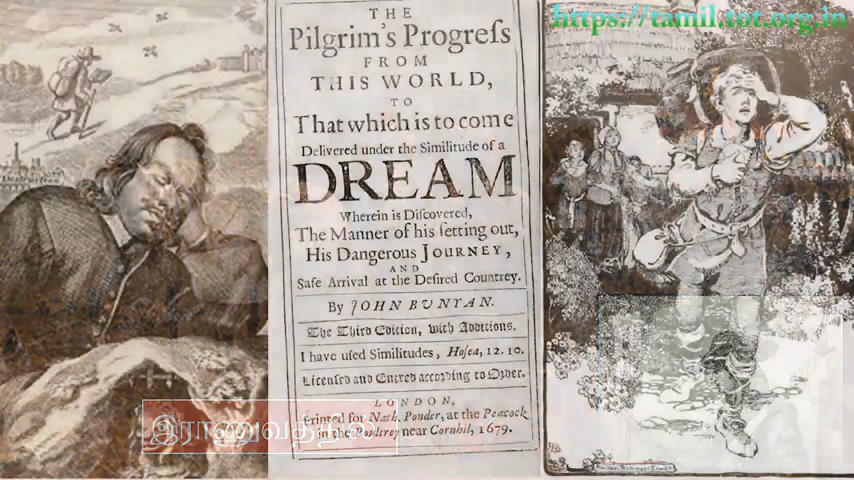 https://tamil.tot.org.in
THE
Pilgrim's Progreſs
FROM
THIS WORLD,
TO
That which is to come
Delivered under the Similitude of a
DREAM
Wherein is Diſcovered,
The Manner of his ſetting out,
His Dangerous JOURNEY,
AND
Safe Arrival at the Deſired Countrey.
By JOHN BUNYAN.
The Third Edition, with Additions.
I have uſed Similitudes, Hoſea, 12. 10.
Licenſed and Entred according to Order.
LONDON,
Printed for Nath. Ponder, at the Peacock
in the Poultrey near Cornhil, 1679.
இராணுவத்தில்